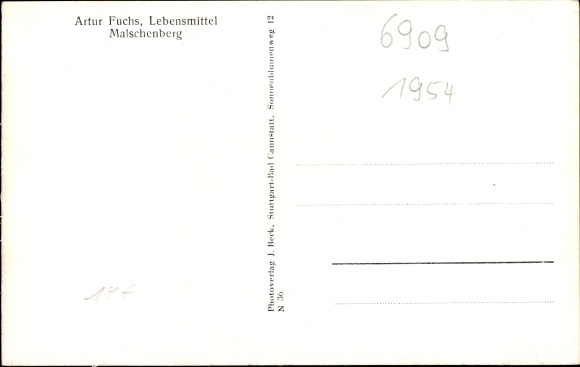 Artur Fuchs, Lebensmittel
Malschenberg
Photoverlag J. Beck, Stuttgart-Bad Cannstatt, Sonnenblumenweg 12
N 36
6909
1954